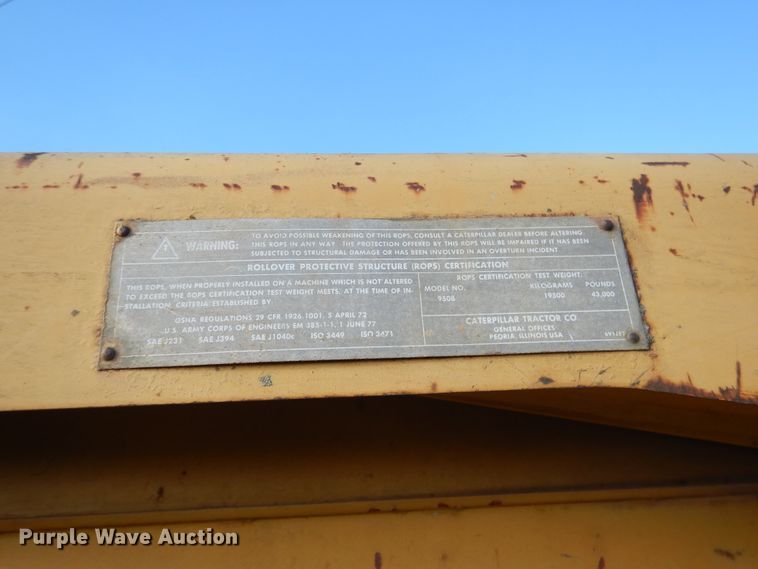 WARNING:
TO AVOID POSSIBLE WEAKENING OF THIS ROPS, CONSULT A CATERPILLAR DEALER BEFORE ALTERING
THIS ROPS IN ANY WAY. THE PROTECTION OFFERED BY THIS ROPS WILL BE IMPAIRED IF IT HAS BEEN
SUBJECTED TO STRUCTURAL DAMAGE OR HAS BEEN INVOLVED IN AN OVERTURN INCIDENT
ROLLOVER PROTECTIVE STRUCTURE (ROPS) CERTIFICATION
THIS ROPS, WHEN PROPERLY INSTALLED ON A MACHINE WHICH IS NOT ALTERED
TO EXCEED THE ROPS CERTIFICATION TEST WEIGHT MEETS, AT THE TIME OF IN-
STALLATION, CRITERIA ESTABLISHED BY:
OSHA REGULATIONS 29 CFR 1926.1001, 5 APRIL 72
U.S. ARMY CORPS OF ENGINEERS EM 385-1-1, 1 JUNE 77
SAE J231 SAE J394 SAE J1040c ISO 3449 ISO 3471
ROPS CERTIFICATION TEST WEIGHT:
MODEL NO. KILOGRAMS POUNDS
950B 19500 43,000
CATERPILLAR TRACTOR CO
GENERAL OFFICES
PEORIA, ILLINOIS USA
Purple Wave Auction